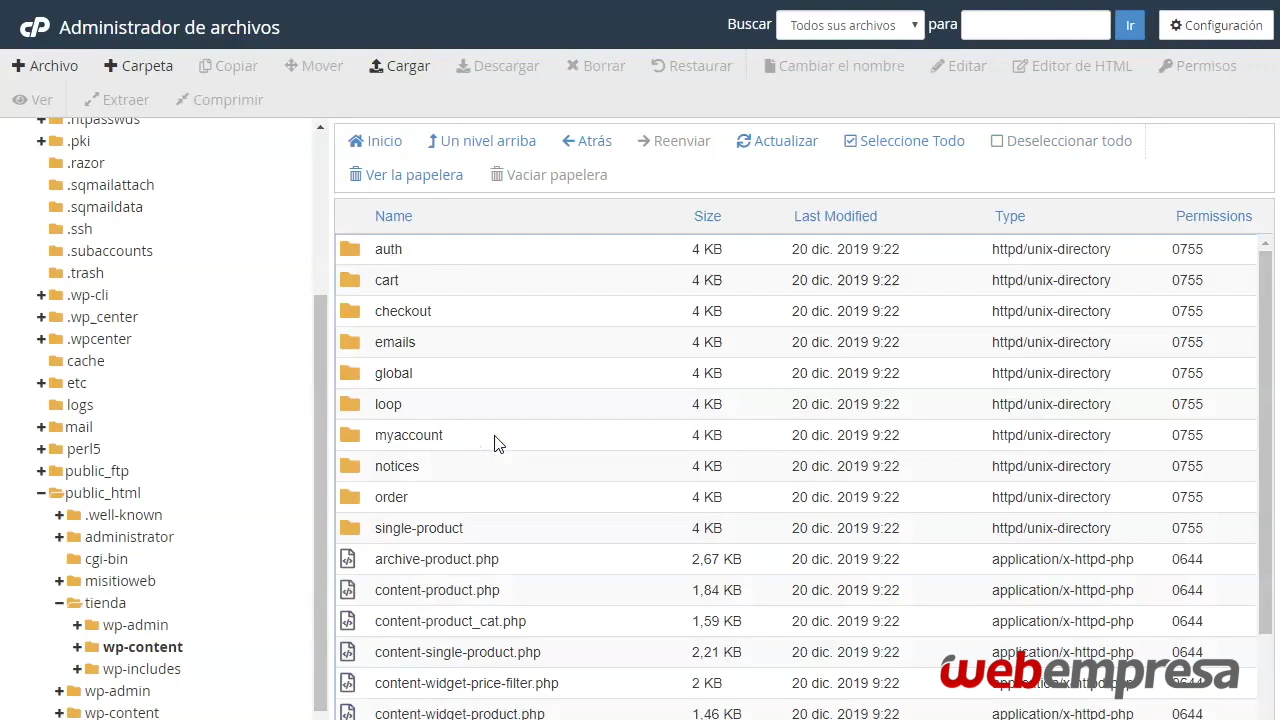 cP Administrador de archivos
Buscar Todos sus archivos para Ir Configuración
Archivo Carpeta Copiar Mover Cargar Descargar Borrar Restaurar Cambiar el nombre Editar Editor de HTML Permisos
Ver Extraer Comprimir
.htpasswds
.pki
.razor
.sqmailattach
.sqmaildata
.ssh
.subaccounts
.trash
.wp-cli
.wp_center
.wpcenter
cache
etc
logs
mail
perl5
public_ftp
public_html
.well-known
administrator
cgi-bin
misitioweb
tienda
wp-admin
wp-content
wp-includes
wp-admin
wp-content
Inicio Un nivel arriba Atrás Reenviar Actualizar Seleccione Todo Deseleccionar todo
Ver la papelera Vaciar papelera
Name Size Last Modified Type Permissions
auth 4 KB 20 dic. 2019 9:22 httpd/unix-directory 0755
cart 4 KB 20 dic. 2019 9:22 httpd/unix-directory 0755
checkout 4 KB 20 dic. 2019 9:22 httpd/unix-directory 0755
emails 4 KB 20 dic. 2019 9:22 httpd/unix-directory 0755
global 4 KB 20 dic. 2019 9:22 httpd/unix-directory 0755
loop 4 KB 20 dic. 2019 9:22 httpd/unix-directory 0755
myaccount 4 KB 20 dic. 2019 9:22 httpd/unix-directory 0755
notices 4 KB 20 dic. 2019 9:22 httpd/unix-directory 0755
order 4 KB 20 dic. 2019 9:22 httpd/unix-directory 0755
single-product 4 KB 20 dic. 2019 9:22 httpd/unix-directory 0755
archive-product.php 2,67 KB 20 dic. 2019 9:22 application/x-httpd-php 0644
content-product.php 1,84 KB 20 dic. 2019 9:22 application/x-httpd-php 0644
content-product_cat.php 1,59 KB 20 dic. 2019 9:22 application/x-httpd-php 0644
content-single-product.php 2,21 KB 20 dic. 2019 9:22 application/x-httpd-php 0644
content-widget-price-filter.php 2 KB 20 dic. 2019 9:22 application/x-httpd-php 0644
content-widget-product.php 1,46 KB 20 dic. 2019 9:22 application/x-httpd-php 0644
webempresa